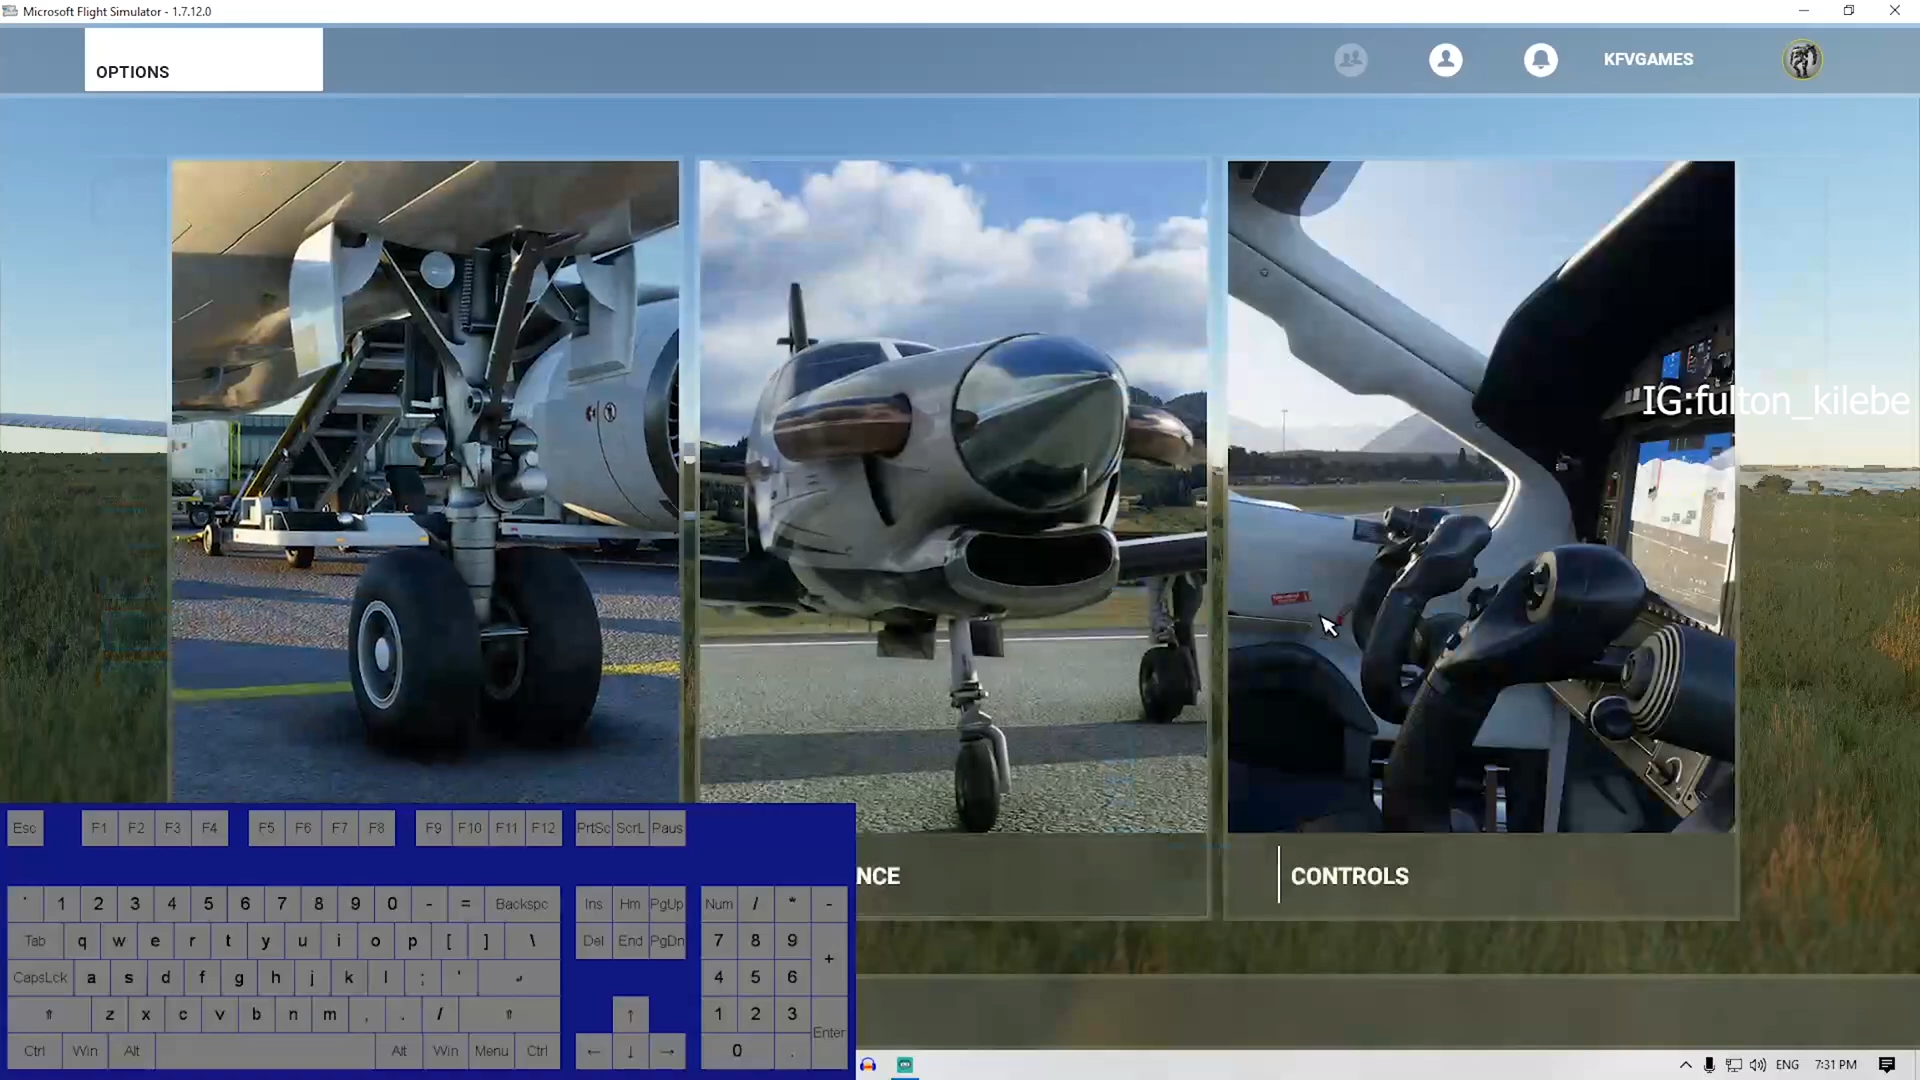 Microsoft Flight Simulator - 1.7.12.0
OPTIONS
KFVGAMES
IG:fulton_kilebe
NCE
CONTROLS
Esc F1 F2 F3 F4 F5 F6 F7 F8 F9 F10 F11 F12 PrtSc ScrL Paus
` 1 2 3 4 5 6 7 8 9 0 - = Backspc Ins Hm PgUp Num / * -
Tab q w e r t y u i o p [ ] \ Del End PgDn 7 8 9 +
CapsLck a s d f g h j k l ; ' ↵ 4 5 6
⇑ z x c v b n m , . / ⇑ ↑ 1 2 3 Enter
Ctrl Win Alt Alt Win Menu Ctrl ← ↓ → 0 .
ENG 7:31 PM